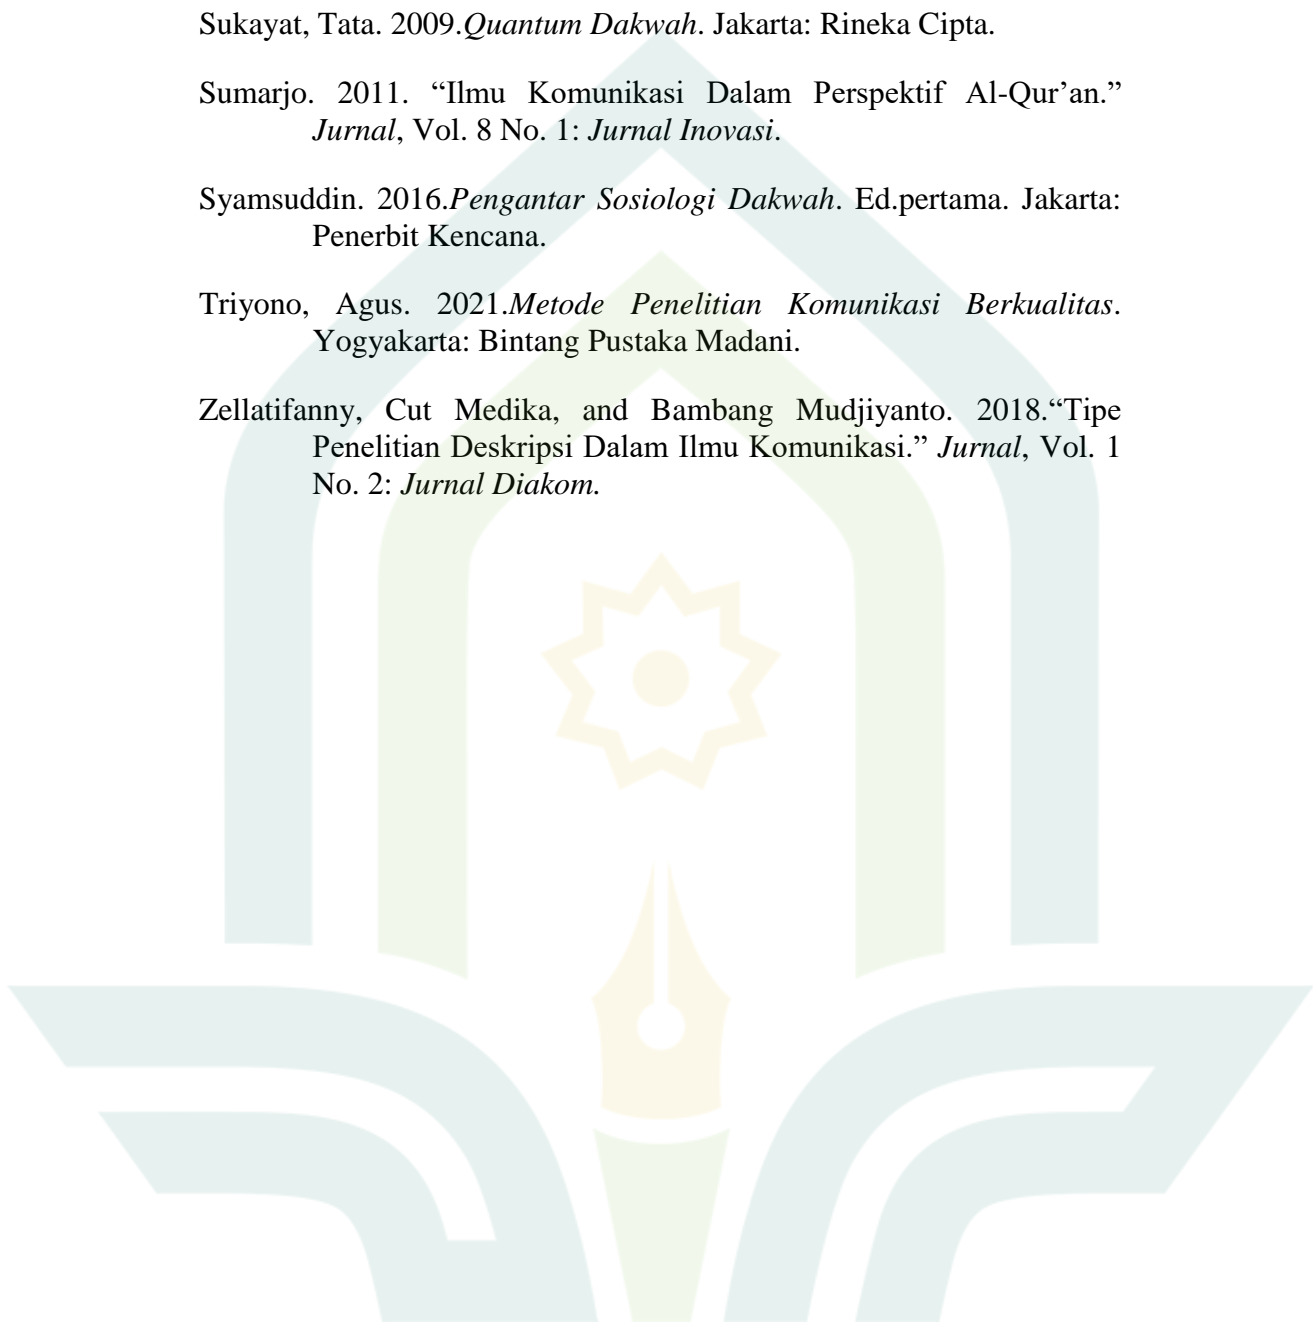 Sukayat, Tata. 2009.Quantum Dakwah. Jakarta: Rineka Cipta.
Sumarjo. 2011. “Ilmu Komunikasi Dalam Perspektif Al-Qur’an.”
Jurnal, Vol. 8 No. 1: Jurnal Inovasi.
Syamsuddin. 2016.Pengantar Sosiologi Dakwah. Ed.pertama. Jakarta:
Penerbit Kencana.
Triyono, Agus. 2021.Metode Penelitian Komunikasi Berkualitas.
Yogyakarta: Bintang Pustaka Madani.
Zellatifanny, Cut Medika, and Bambang Mudjiyanto. 2018.“Tipe
Penelitian Deskripsi Dalam Ilmu Komunikasi.” Jurnal, Vol. 1
No. 2: Jurnal Diakom.